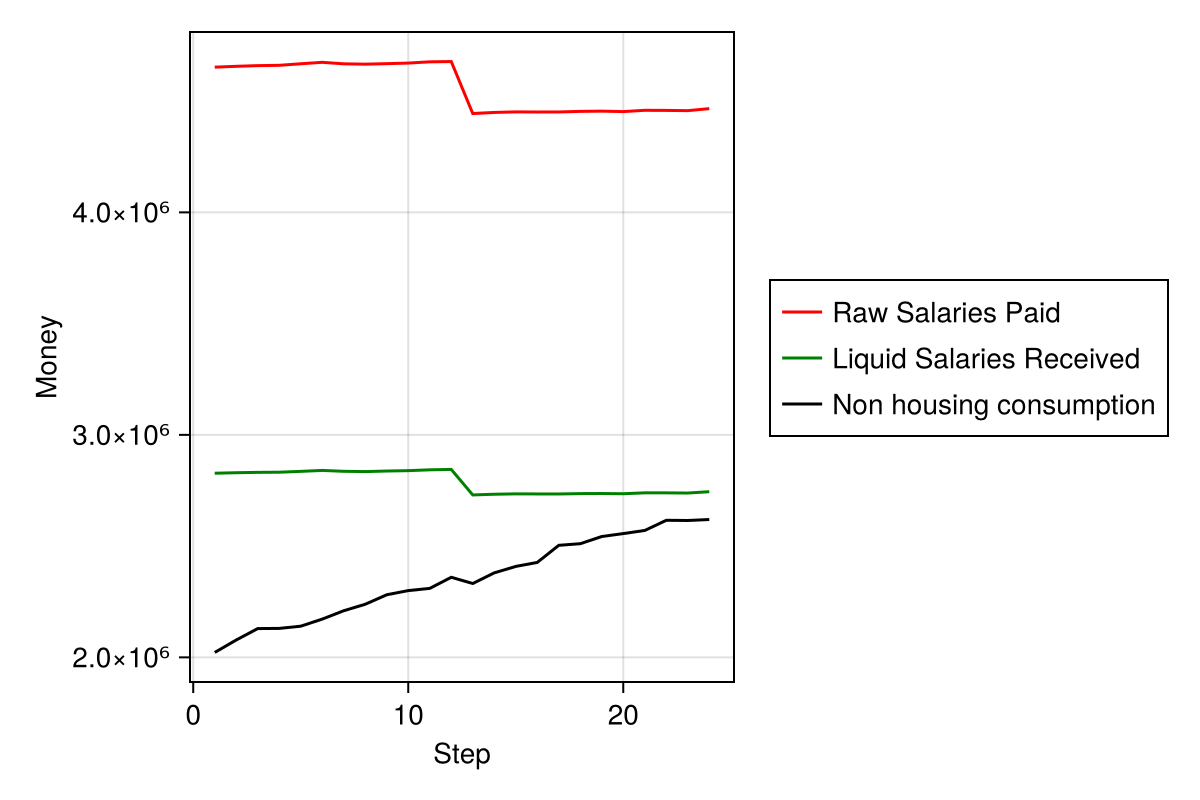 Money
4.0×10⁶
3.0×10⁶
2.0×10⁶
0 10 20
Step
Raw Salaries Paid
Liquid Salaries Received
Non housing consumption